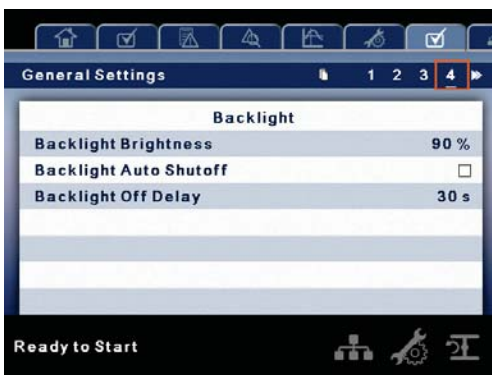 General Settings 1 2 3 4
Backlight
Backlight Brightness 90 %
Backlight Auto Shutoff
Backlight Off Delay 30 s
Ready to Start